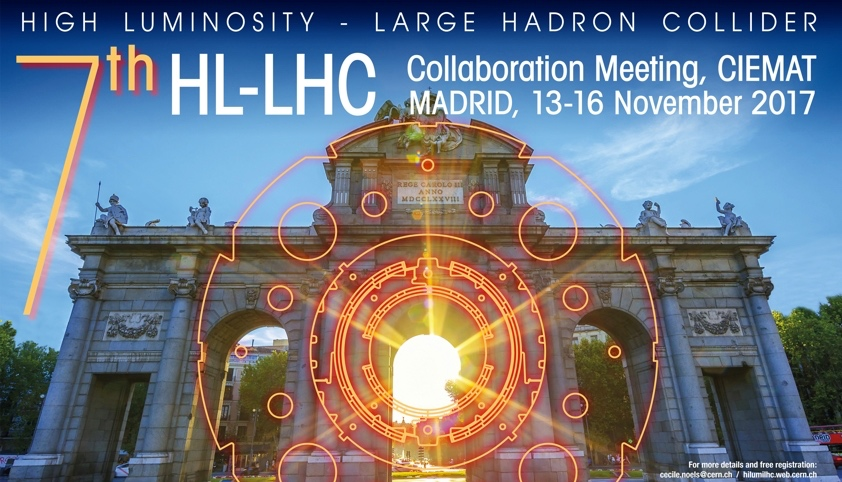 HIGH LUMINOSITY - LARGE HADRON COLLIDER
7th HL-LHC
Collaboration Meeting, CIEMAT
MADRID, 13-16 November 2017
REGE CAROLO III
ANNO
MDCCLXXVIII
For more details and free registration:
cecile.noels@cern.ch / hilumilhc.web.cern.ch